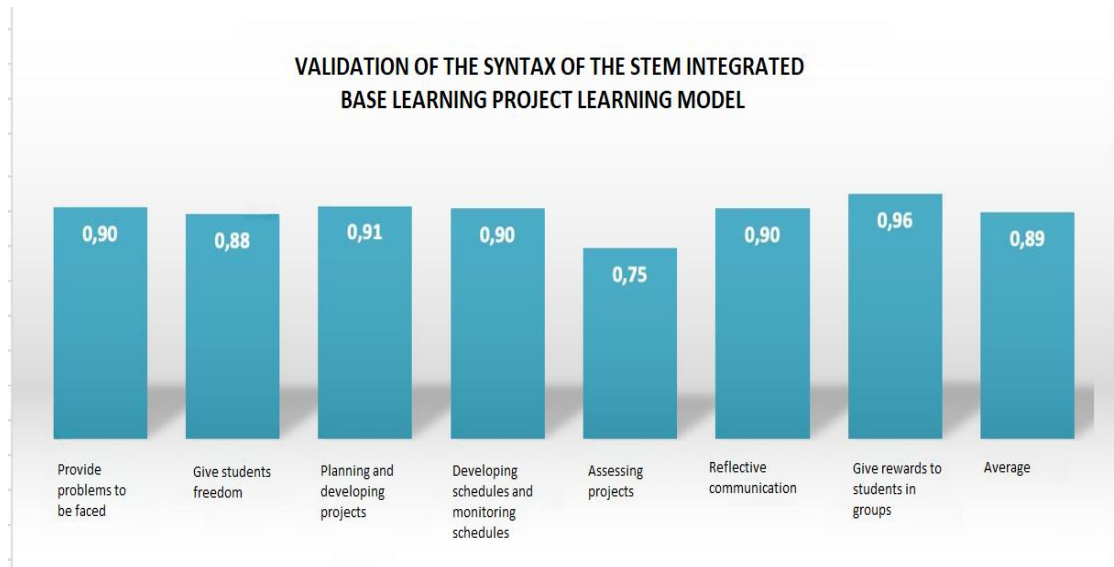 VALIDATION OF THE SYNTAX OF THE STEM INTEGRATED
BASE LEARNING PROJECT LEARNING MODEL
0,90
0,88
0,91
0,90
0,75
0,90
0,96
0,89
Provide
problems to
be faced
Give students
freedom
Planning and
developing
projects
Developing
schedules and
monitoring
schedules
Assessing
projects
Reflective
communication
Give rewards to
students in
groups
Average